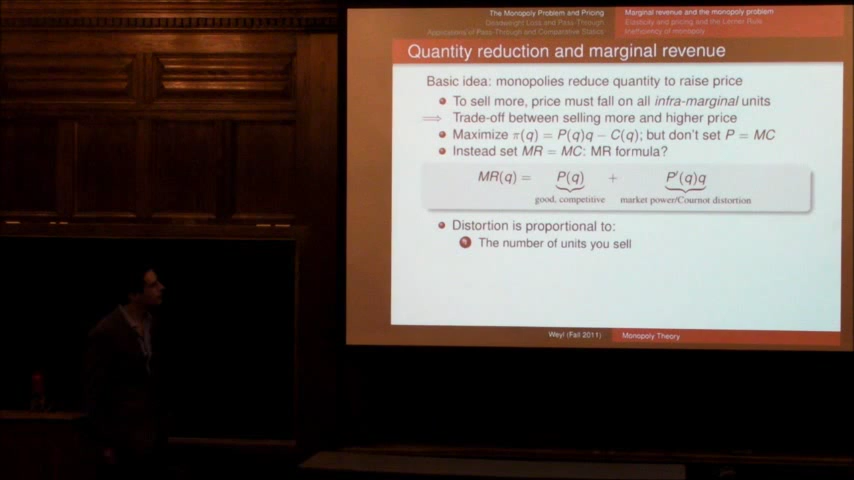 The Monopoly Problem and Pricing
Deadweight Loss and Pass-Through
Applications of Pass-Through and Comparative Statics
Marginal revenue and the monopoly problem
Elasticity and pricing and the Lerner Rule
Inefficiency of monopoly
Quantity reduction and marginal revenue
Basic idea: monopolies reduce quantity to raise price
To sell more, price must fall on all infra-marginal units
⟹ Trade-off between selling more and higher price
Maximize π(q) = P(q)q − C(q); but don't set P = MC
Instead set MR = MC: MR formula?
MR(q) = P(q) + P′(q)q
good, competitive market power/Cournot distortion
Distortion is proportional to:
1 The number of units you sell
Weyl (Fall 2011) Monopoly Theory